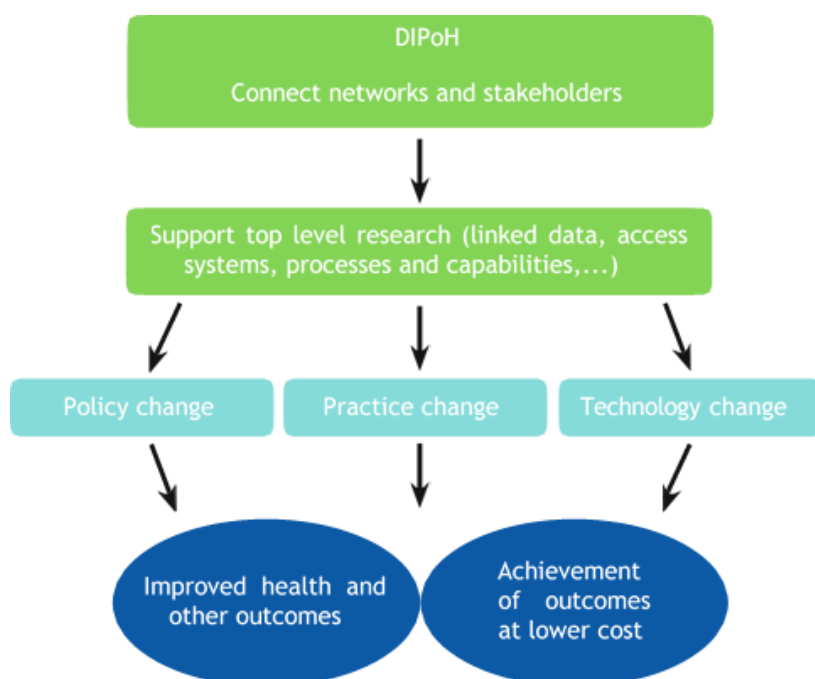 DIPoH
Connect networks and stakeholders
Support top level research (linked data, access
systems, processes and capabilities,...)
Policy change
Practice change
Technology change
Improved health and
other outcomes
Achievement
of outcomes
at lower cost